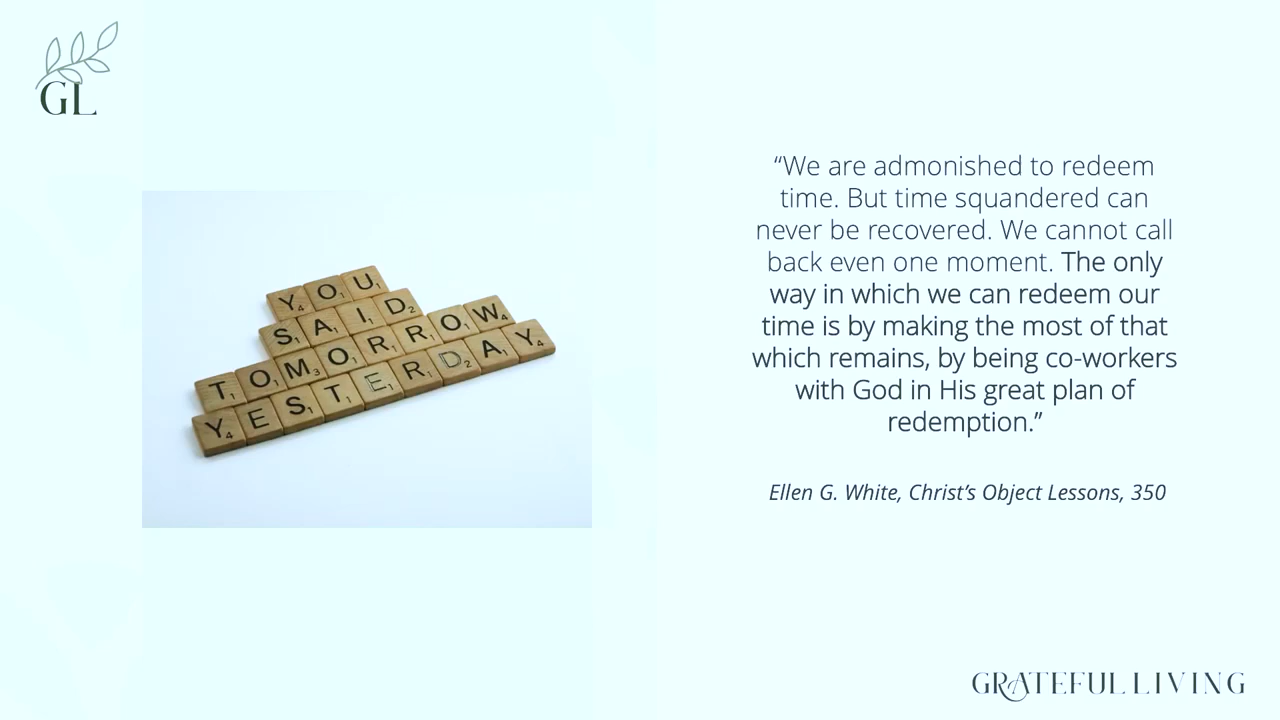 GL
YOU
SAID
TOMORROW
YESTERDAY
“We are admonished to redeem
time. But time squandered can
never be recovered. We cannot call
back even one moment. The only
way in which we can redeem our
time is by making the most of that
which remains, by being co-workers
with God in His great plan of
redemption.”
Ellen G. White, Christ’s Object Lessons, 350
GRATEFUL LIVING